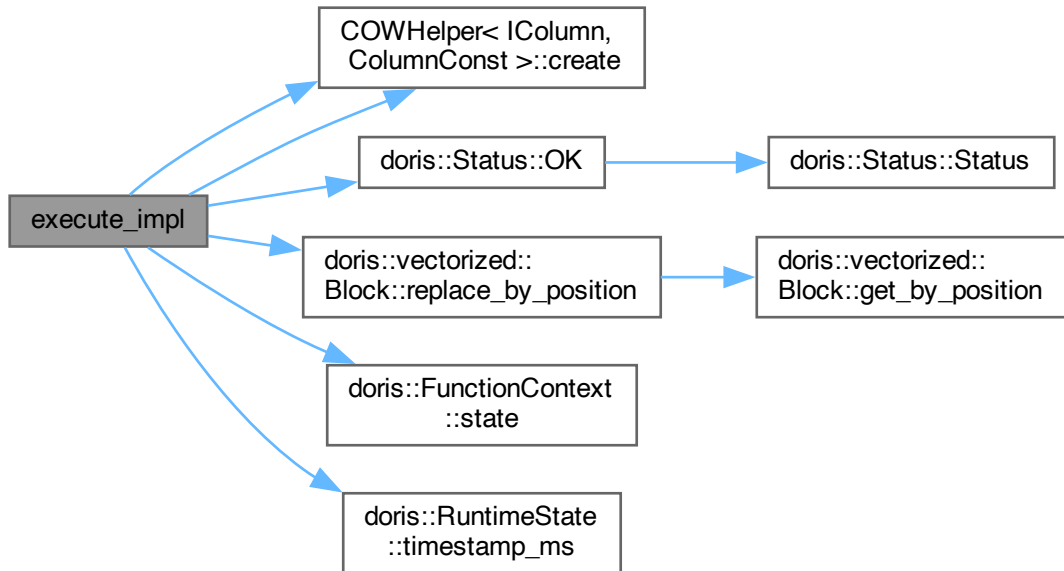 COWHelper< IColumn,
ColumnConst >::create
doris::Status::OK
doris::Status::Status
execute_impl
doris::vectorized::
Block::replace_by_position
doris::vectorized::
Block::get_by_position
doris::FunctionContext
::state
doris::RuntimeState
::timestamp_ms